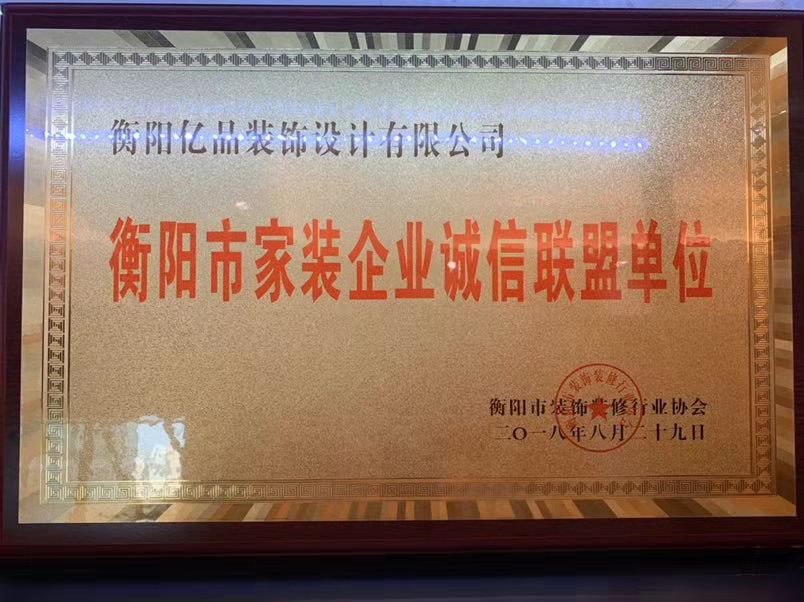 衡阳亿品装饰设计有限公司
衡阳市家装企业诚信联盟单位
衡阳市装饰装修行业协会
二〇一八年八月二十九日